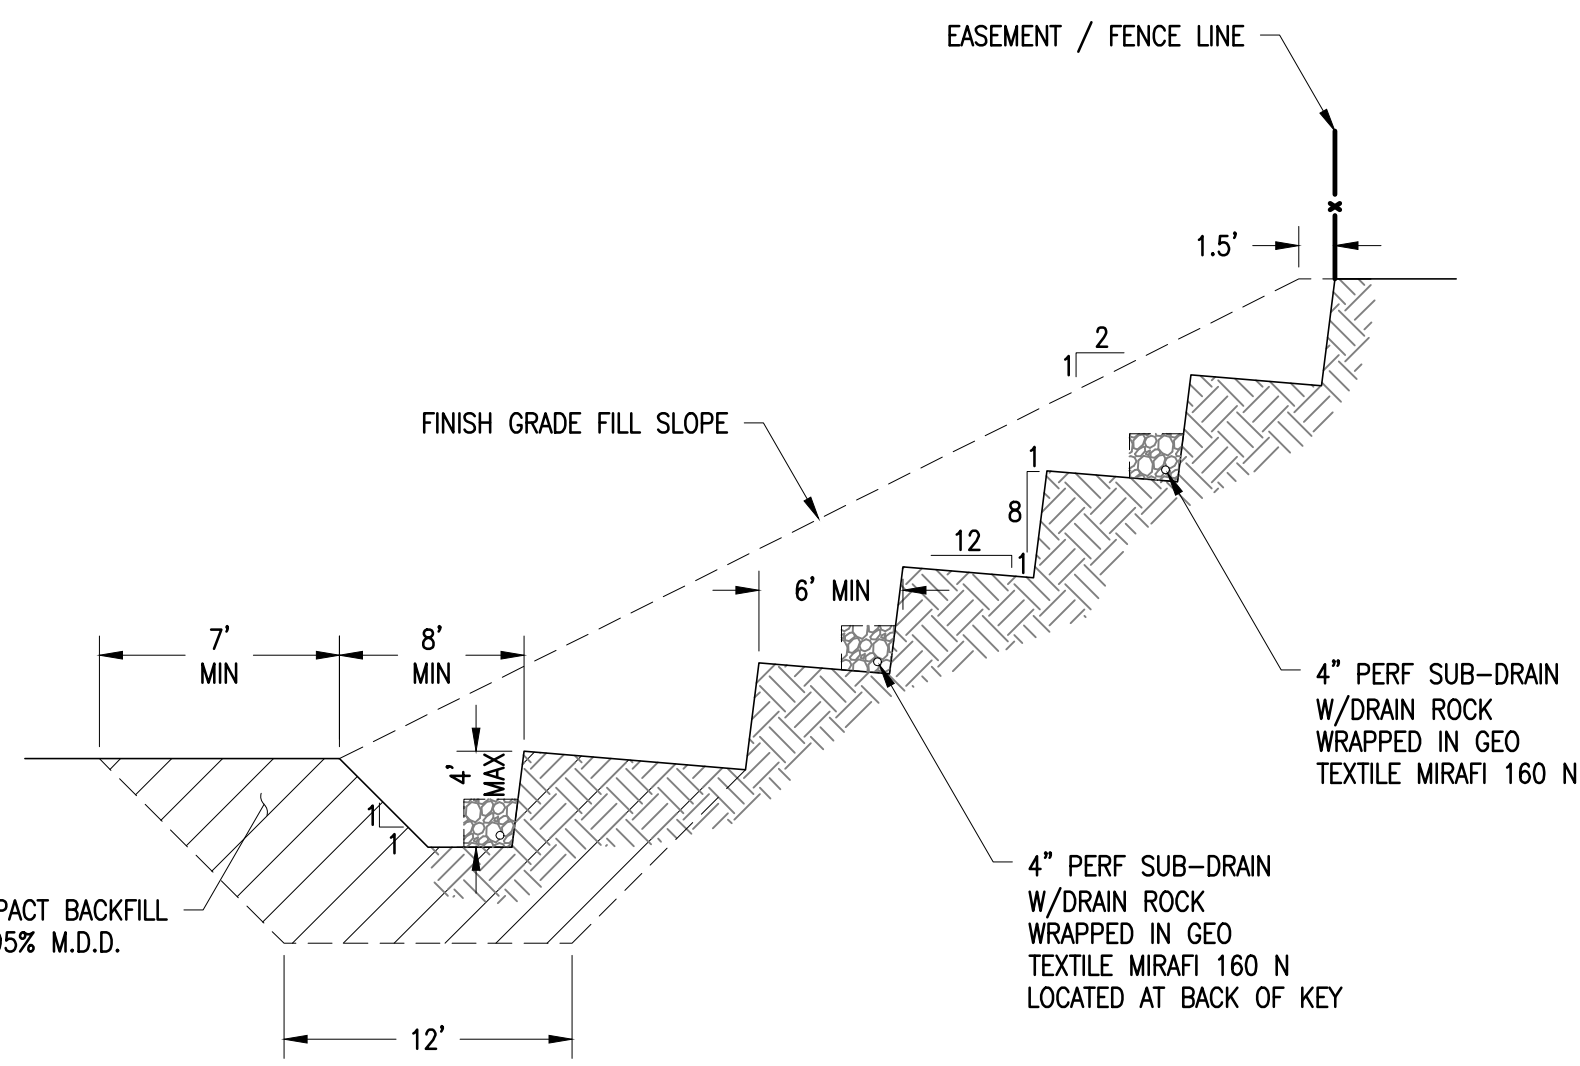 EASEMENT / FENCE LINE
1.5'
2
1
FINISH GRADE FILL SLOPE
1
8
12
1
6' MIN
7'
MIN
8'
MIN
4'
MAX
1
1
4" PERF SUB-DRAIN
W/DRAIN ROCK
WRAPPED IN GEO
TEXTILE MIRAFI 160 N
4" PERF SUB-DRAIN
W/DRAIN ROCK
WRAPPED IN GEO
TEXTILE MIRAFI 160 N
LOCATED AT BACK OF KEY
BACKFILL
M.D.D.
12'